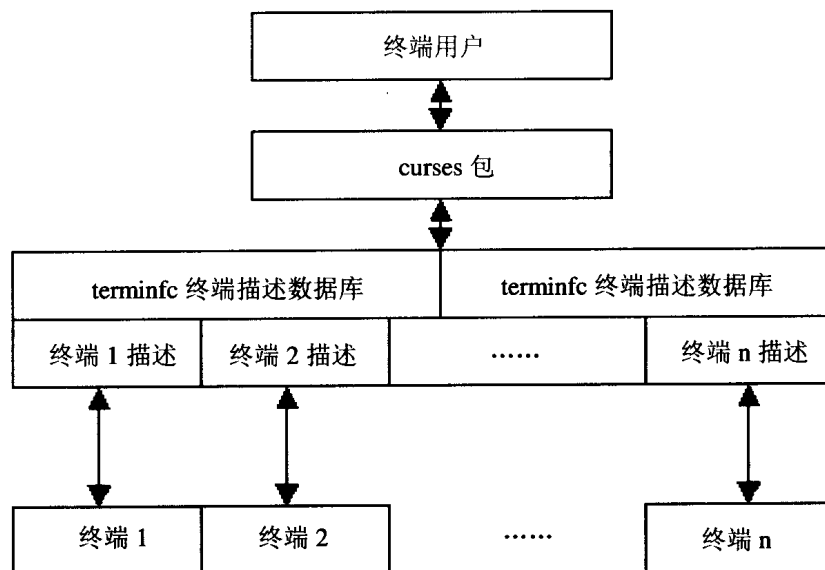 终端用户
curses 包
terminfc 终端描述数据库 terminfc 终端描述数据库
终端 1 描述 终端 2 描述 …… 终端 n 描述
终端 1 终端 2 …… 终端 n